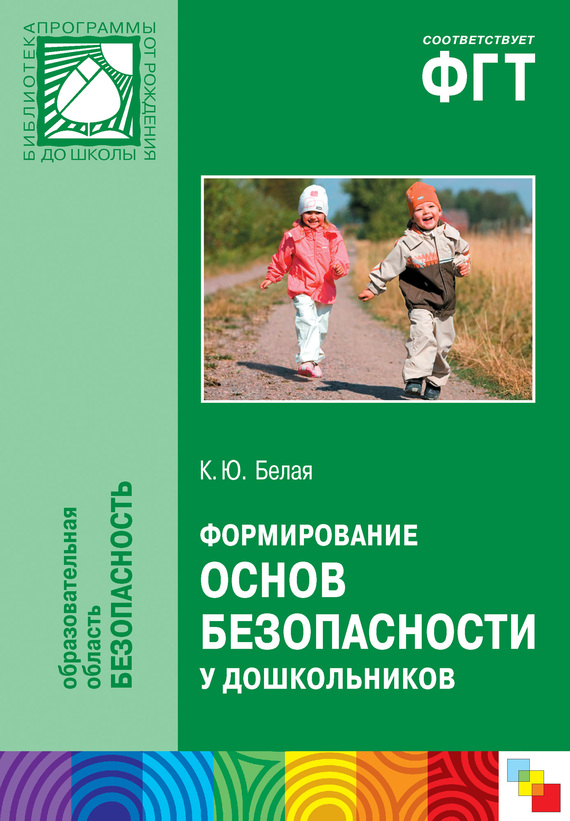 БИБЛИОТЕКА
ПРОГРАММЫ
ОТ РОЖДЕНИЯ
ДО ШКОЛЫ
СООТВЕТСТВУЕТ
ФГТ
К. Ю. Белая
ФОРМИРОВАНИЕ
ОСНОВ
БЕЗОПАСНОСТИ
У ДОШКОЛЬНИКОВ
образовательная
область
БЕЗОПАСНОСТЬ